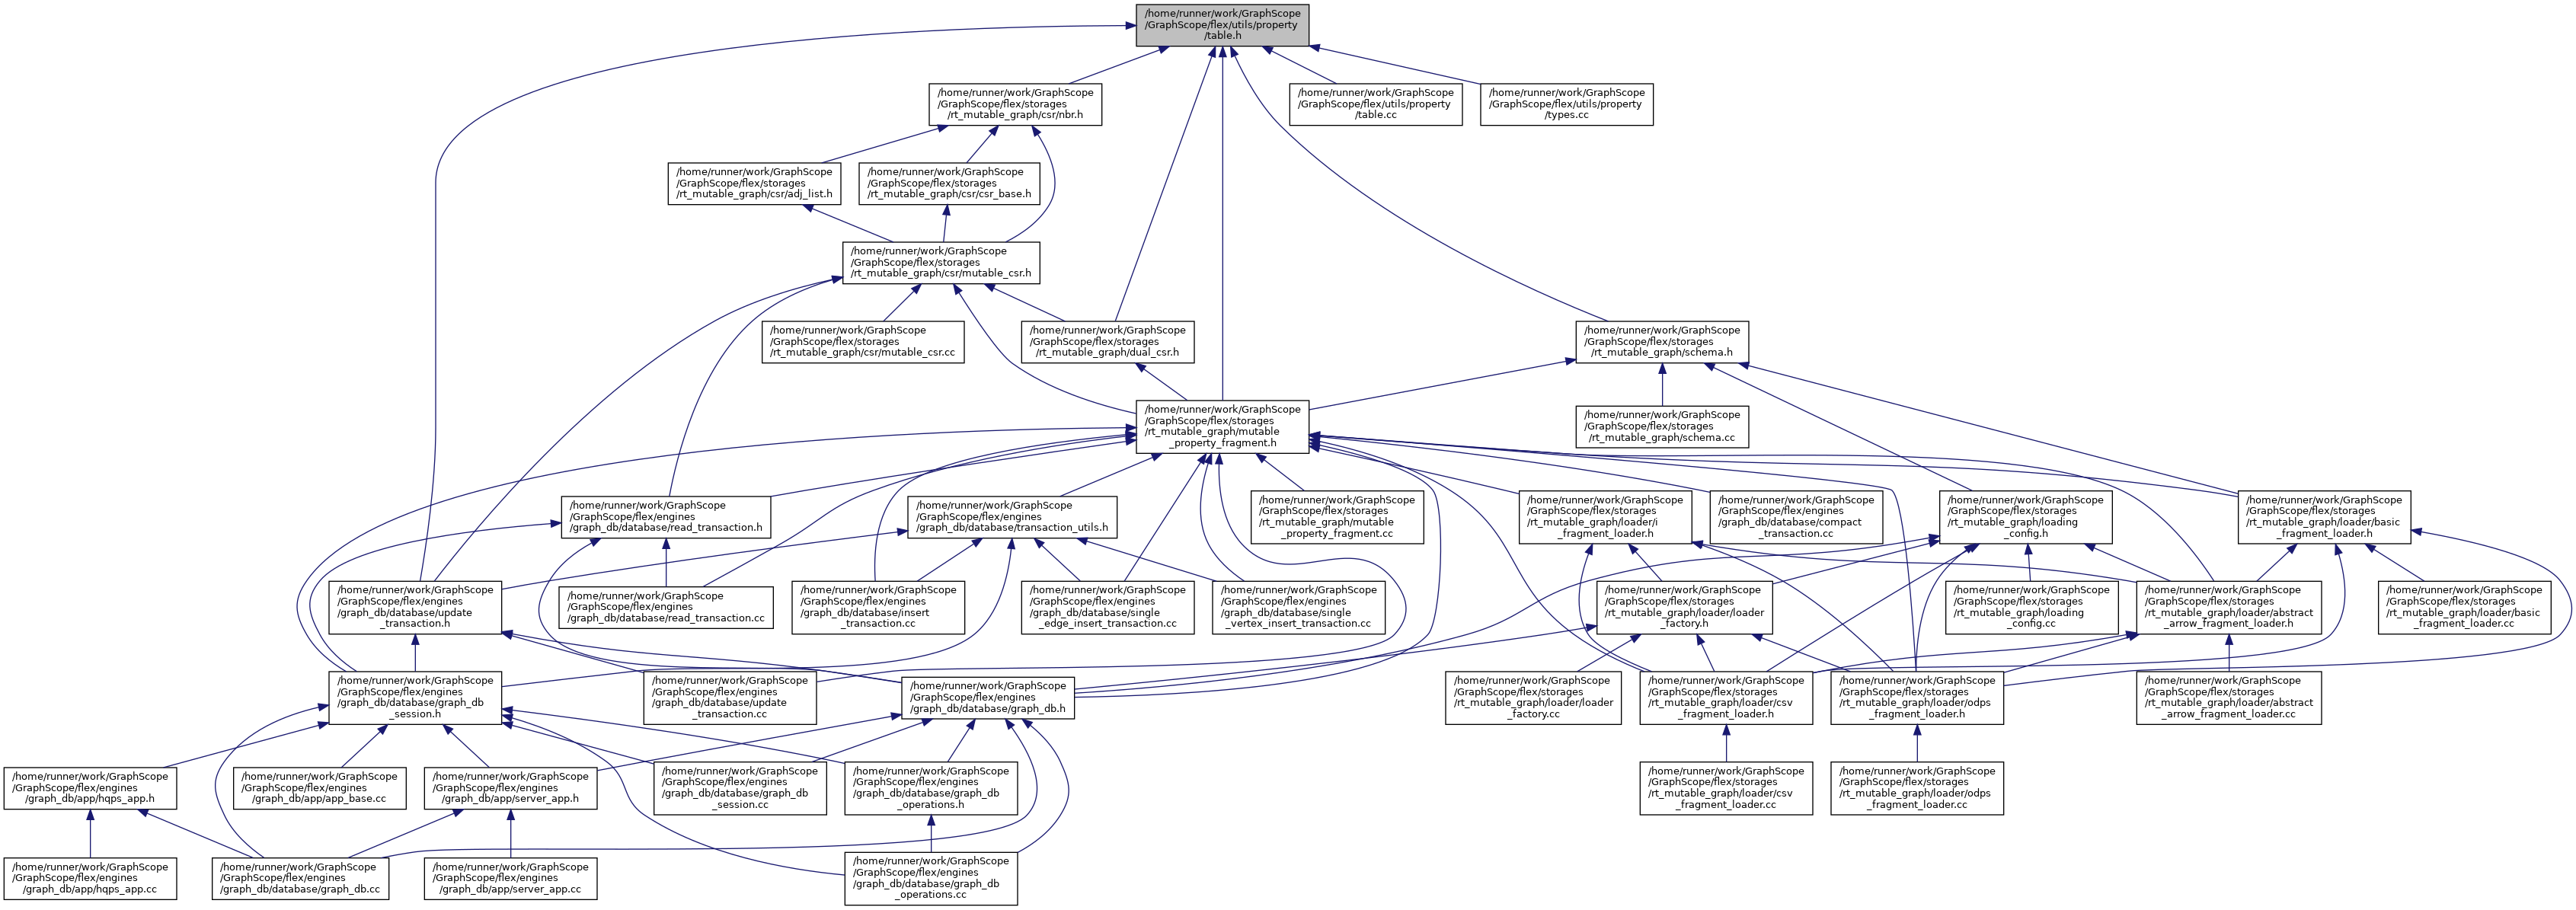 /home/runner/work/GraphScope
/GraphScope/flex/utils/property
/table.h
/home/runner/work/GraphScope
/GraphScope/flex/storages
/rt_mutable_graph/csr/nbr.h
/home/runner/work/GraphScope
/GraphScope/flex/utils/property
/table.cc
/home/runner/work/GraphScope
/GraphScope/flex/utils/property
/types.cc
/home/runner/work/GraphScope
/GraphScope/flex/storages
/rt_mutable_graph/csr/adj_list.h
/home/runner/work/GraphScope
/GraphScope/flex/storages
/rt_mutable_graph/csr/csr_base.h
/home/runner/work/GraphScope
/GraphScope/flex/storages
/rt_mutable_graph/csr/mutable_csr.h
/home/runner/work/GraphScope
/GraphScope/flex/storages
/rt_mutable_graph/csr/mutable_csr.cc
/home/runner/work/GraphScope
/GraphScope/flex/storages
/rt_mutable_graph/dual_csr.h
/home/runner/work/GraphScope
/GraphScope/flex/storages
/rt_mutable_graph/schema.h
/home/runner/work/GraphScope
/GraphScope/flex/storages
/rt_mutable_graph/mutable
_property_fragment.h
/home/runner/work/GraphScope
/GraphScope/flex/storages
/rt_mutable_graph/schema.cc
/home/runner/work/GraphScope
/GraphScope/flex/engines
/graph_db/database/read_transaction.h
/home/runner/work/GraphScope
/GraphScope/flex/engines
/graph_db/database/transaction_utils.h
/home/runner/work/GraphScope
/GraphScope/flex/storages
/rt_mutable_graph/mutable
_property_fragment.cc
/home/runner/work/GraphScope
/GraphScope/flex/storages
/rt_mutable_graph/loader/i
_fragment_loader.h
/home/runner/work/GraphScope
/GraphScope/flex/engines
/graph_db/database/compact
_transaction.cc
/home/runner/work/GraphScope
/GraphScope/flex/storages
/rt_mutable_graph/loading
_config.h
/home/runner/work/GraphScope
/GraphScope/flex/storages
/rt_mutable_graph/loader/basic
_fragment_loader.h
/home/runner/work/GraphScope
/GraphScope/flex/engines
/graph_db/database/update
_transaction.h
/home/runner/work/GraphScope
/GraphScope/flex/engines
/graph_db/database/read_transaction.cc
/home/runner/work/GraphScope
/GraphScope/flex/engines
/graph_db/database/insert
_transaction.cc
/home/runner/work/GraphScope
/GraphScope/flex/engines
/graph_db/database/single
_edge_insert_transaction.cc
/home/runner/work/GraphScope
/GraphScope/flex/engines
/graph_db/database/single
_vertex_insert_transaction.cc
/home/runner/work/GraphScope
/GraphScope/flex/storages
/rt_mutable_graph/loader/loader
_factory.h
/home/runner/work/GraphScope
/GraphScope/flex/storages
/rt_mutable_graph/loading
_config.cc
/home/runner/work/GraphScope
/GraphScope/flex/storages
/rt_mutable_graph/loader/abstract
_arrow_fragment_loader.h
/home/runner/work/GraphScope
/GraphScope/flex/storages
/rt_mutable_graph/loader/basic
_fragment_loader.cc
/home/runner/work/GraphScope
/GraphScope/flex/engines
/graph_db/database/graph_db
_session.h
/home/runner/work/GraphScope
/GraphScope/flex/engines
/graph_db/database/update
_transaction.cc
/home/runner/work/GraphScope
/GraphScope/flex/engines
/graph_db/database/graph_db.h
/home/runner/work/GraphScope
/GraphScope/flex/storages
/rt_mutable_graph/loader/loader
_factory.cc
/home/runner/work/GraphScope
/GraphScope/flex/storages
/rt_mutable_graph/loader/csv
_fragment_loader.h
/home/runner/work/GraphScope
/GraphScope/flex/storages
/rt_mutable_graph/loader/odps
_fragment_loader.h
/home/runner/work/GraphScope
/GraphScope/flex/storages
/rt_mutable_graph/loader/abstract
_arrow_fragment_loader.cc
/home/runner/work/GraphScope
/GraphScope/flex/engines
/graph_db/app/hqps_app.h
/home/runner/work/GraphScope
/GraphScope/flex/engines
/graph_db/app/app_base.cc
/home/runner/work/GraphScope
/GraphScope/flex/engines
/graph_db/app/server_app.h
/home/runner/work/GraphScope
/GraphScope/flex/engines
/graph_db/database/graph_db
_session.cc
/home/runner/work/GraphScope
/GraphScope/flex/engines
/graph_db/database/graph_db
_operations.h
/home/runner/work/GraphScope
/GraphScope/flex/storages
/rt_mutable_graph/loader/csv
_fragment_loader.cc
/home/runner/work/GraphScope
/GraphScope/flex/storages
/rt_mutable_graph/loader/odps
_fragment_loader.cc
/home/runner/work/GraphScope
/GraphScope/flex/engines
/graph_db/app/hqps_app.cc
/home/runner/work/GraphScope
/GraphScope/flex/engines
/graph_db/database/graph_db.cc
/home/runner/work/GraphScope
/GraphScope/flex/engines
/graph_db/app/server_app.cc
/home/runner/work/GraphScope
/GraphScope/flex/engines
/graph_db/database/graph_db
_operations.cc